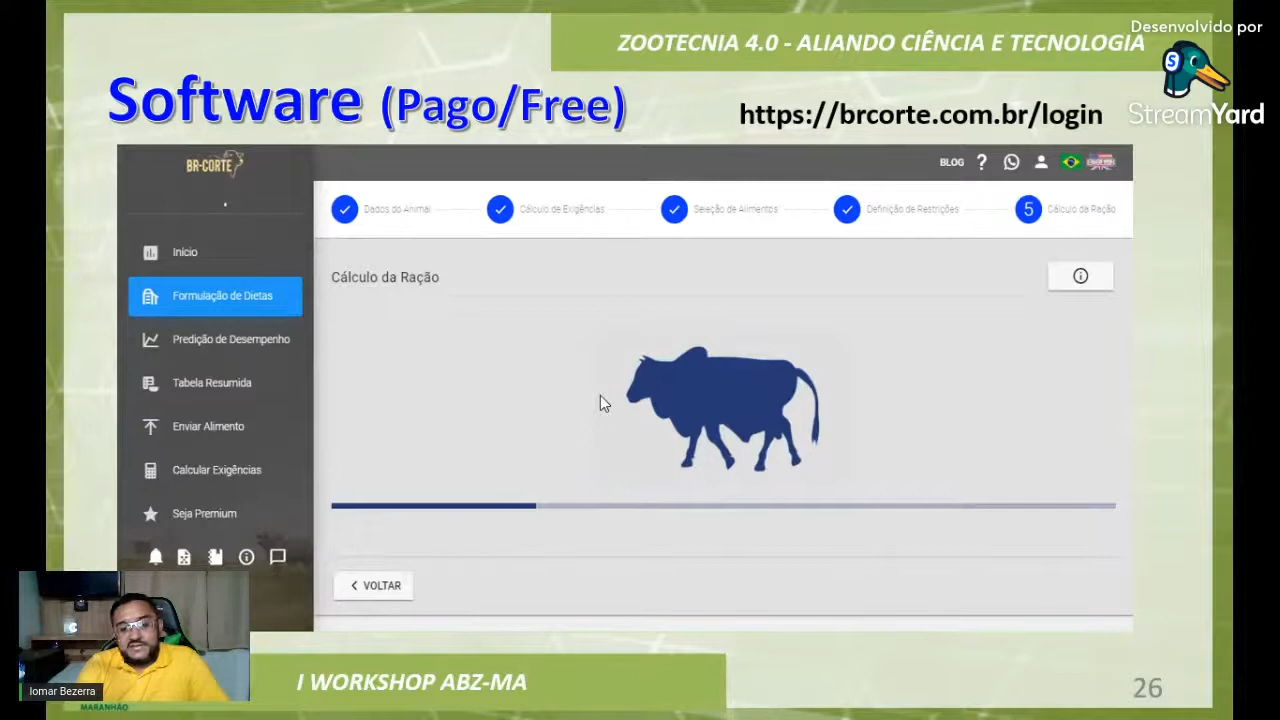 ZOOTECNIA 4.0 - ALIANDO CIÊNCIA E TECNOLOGIA
Desenvolvido por
StreamYard
Software (Pago/Free)
https://brcorte.com.br/login
BR-CORTE
BLOG ?
Dados do Animal
Cálculo de Exigências
Seleção de Alimentos
Definição de Restrições
5 Cálculo da Ração
Início
Formulação de Dietas
Predição de Desempenho
Tabela Resumida
Enviar Alimento
Calcular Exigências
Seja Premium
Cálculo da Ração
VOLTAR
Iomar Bezerra
MARANHÃO
I WORKSHOP ABZ-MA
26